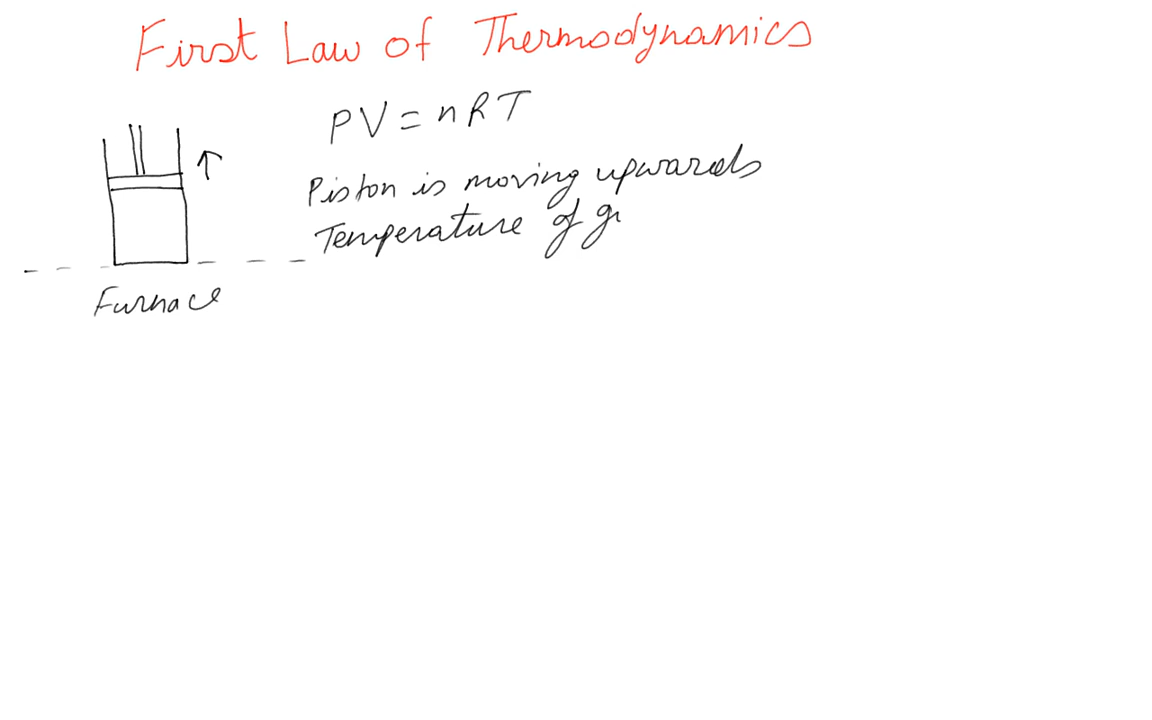 First Law of Thermodynamics
PV = nRT
Piston is moving upwards
Temperature of g
Furnace